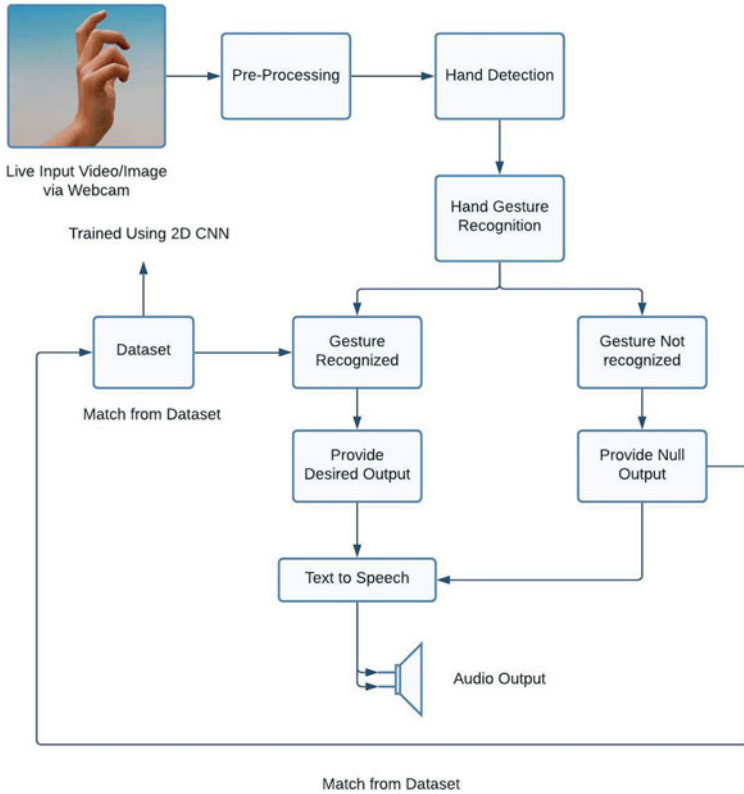 Pre-Processing
Hand Detection
Live Input Video/Image
via Webcam
Hand Gesture
Recognition
Trained Using 2D CNN
Dataset
Gesture
Recognized
Gesture Not
recognized
Match from Dataset
Provide
Desired Output
Provide Null
Output
Text to Speech
Audio Output
Match from Dataset